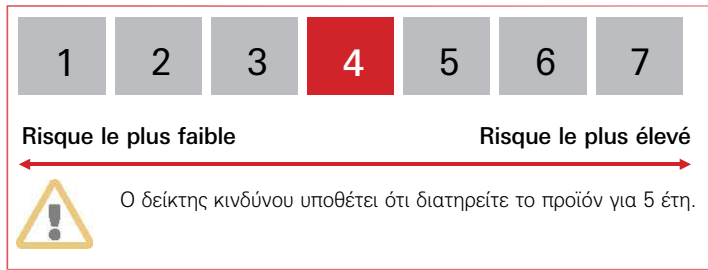 1 2 3 4 5 6 7
Risque le plus faible Risque le plus élevé
Ο δείκτης κινδύνου υποθέτει ότι διατηρείτε το προϊόν για 5 έτη.